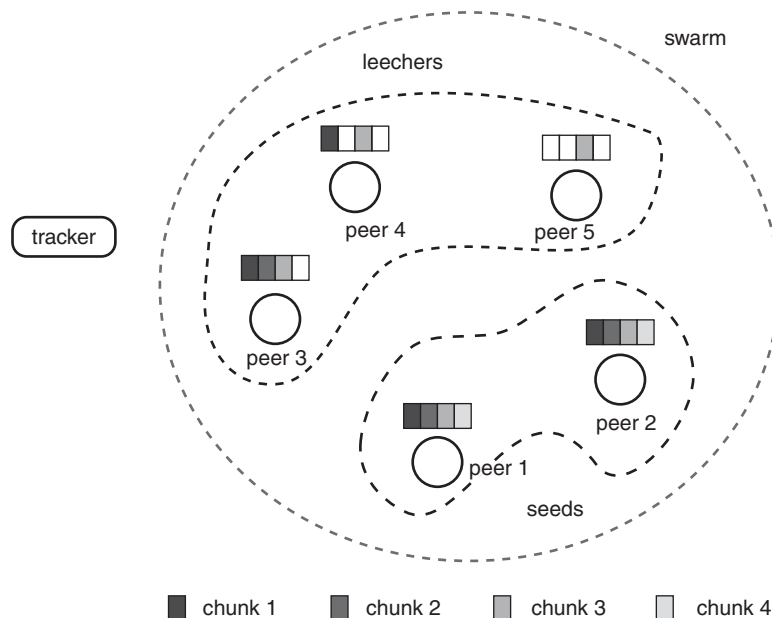 swarm
leechers
tracker
peer 4
peer 5
peer 3
peer 2
peer 1
seeds
chunk 1
chunk 2
chunk 3
chunk 4